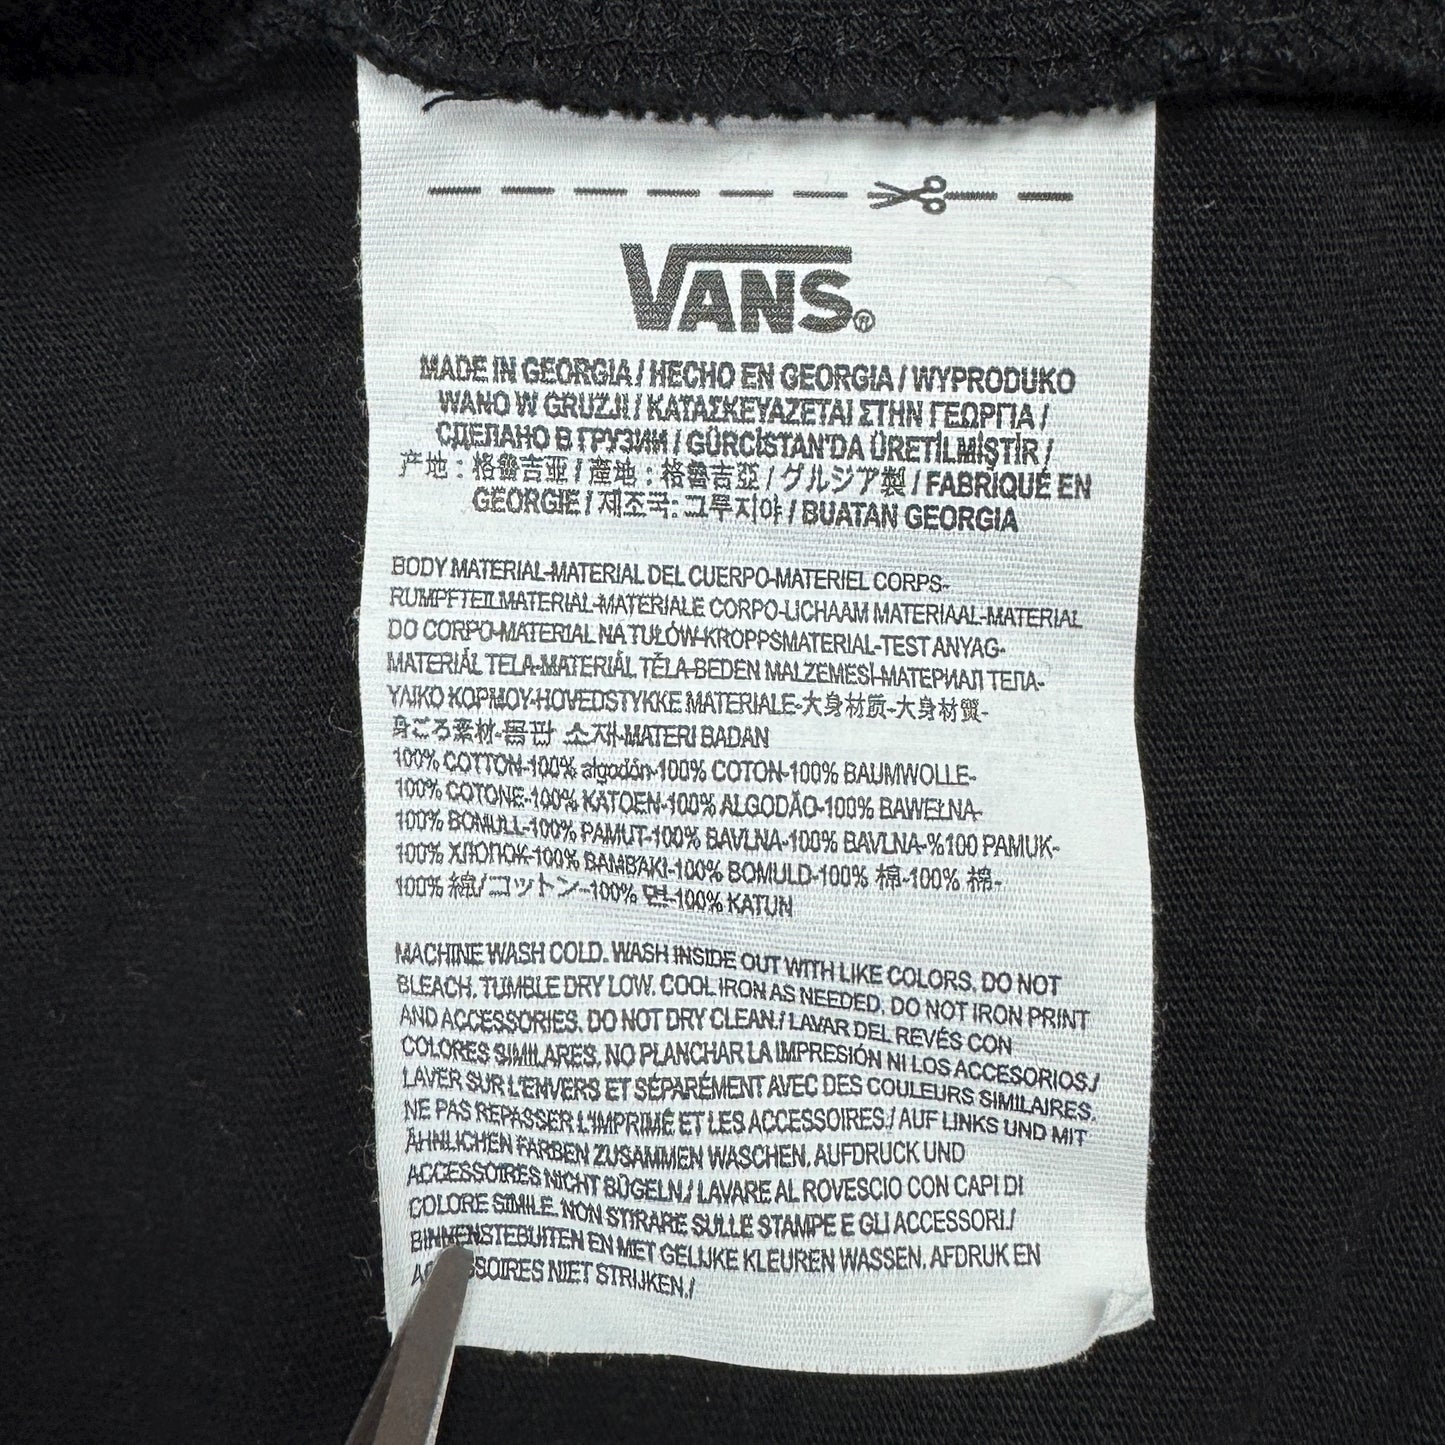 VANS®
MADE IN GEORGIA / HECHO EN GEORGIA / WYPRODUKO
WANO W GRUZJI / ΚΑΤΑΣΚΕΥΑΖΕΤΑΙ ΣΤΗΝ ΓΕΩΡΓΙΑ /
СДЕЛАНО В ГРУЗИИ / GÜRCİSTAN'DA ÜRETİLMİŞTİR /
产地：格鲁吉亚 / 產地：格魯吉亞 / グルジア製 / FABRIQUÉ EN
GEORGIE / 제조국: 그루지야 / BUATAN GEORGIA
BODY MATERIAL-MATERIAL DEL CUERPO-MATERIEL CORPS-
RUMPFTEILMATERIAL-MATERIALE CORPO-LICHAAM MATERIAAL-MATERIAL
DO CORPO-MATERIAL NA TUŁÓW-KROPPSMATERIAL-TEST ANYAG-
MATERIÁL TELA-MATERIÁL TĚLA-BEDEN MALZEMESİ-МАТЕРИАЛ ТЕЛА-
ΥΛΙΚΟ ΚΟΡΜΟΥ-HOVEDSTYKKE MATERIALE-大身材质-大身材質-
身ごろ素材-몸판 소재-MATERI BADAN
100% COTTON-100% algodón-100% COTON-100% BAUMWOLLE-
100% COTONE-100% KATOEN-100% ALGODÃO-100% BAWEŁNA-
100% BOMULL-100% PAMUT-100% BAVLNA-100% BAVLNA-%100 PAMUK-
100% ХЛОПОК-100% ΒΑΜΒΑΚΙ-100% BOMULD-100% 棉-100% 棉-
100% 綿/コットン-100% 면-100% KATUN
MACHINE WASH COLD. WASH INSIDE OUT WITH LIKE COLORS. DO NOT
BLEACH. TUMBLE DRY LOW. COOL IRON AS NEEDED. DO NOT IRON PRINT
AND ACCESSORIES. DO NOT DRY CLEAN./ LAVAR DEL REVÉS CON
COLORES SIMILARES. NO PLANCHAR LA IMPRESIÓN NI LOS ACCESORIOS./
LAVER SUR L'ENVERS ET SÉPARÉMENT AVEC DES COULEURS SIMILAIRES.
NE PAS REPASSER L'IMPRIMÉ ET LES ACCESSOIRES./ AUF LINKS UND MIT
ÄHNLICHEN FARBEN ZUSAMMEN WASCHEN. AUFDRUCK UND
ACCESSOIRES NICHT BÜGELN./ LAVARE AL ROVESCIO CON CAPI DI
COLORE SIMILE. NON STIRARE SULLE STAMPE E GLI ACCESSORI./
BINNENSTEBUITEN EN MET GELIJKE KLEUREN WASSEN. AFDRUK EN
NIET STRIJKEN./